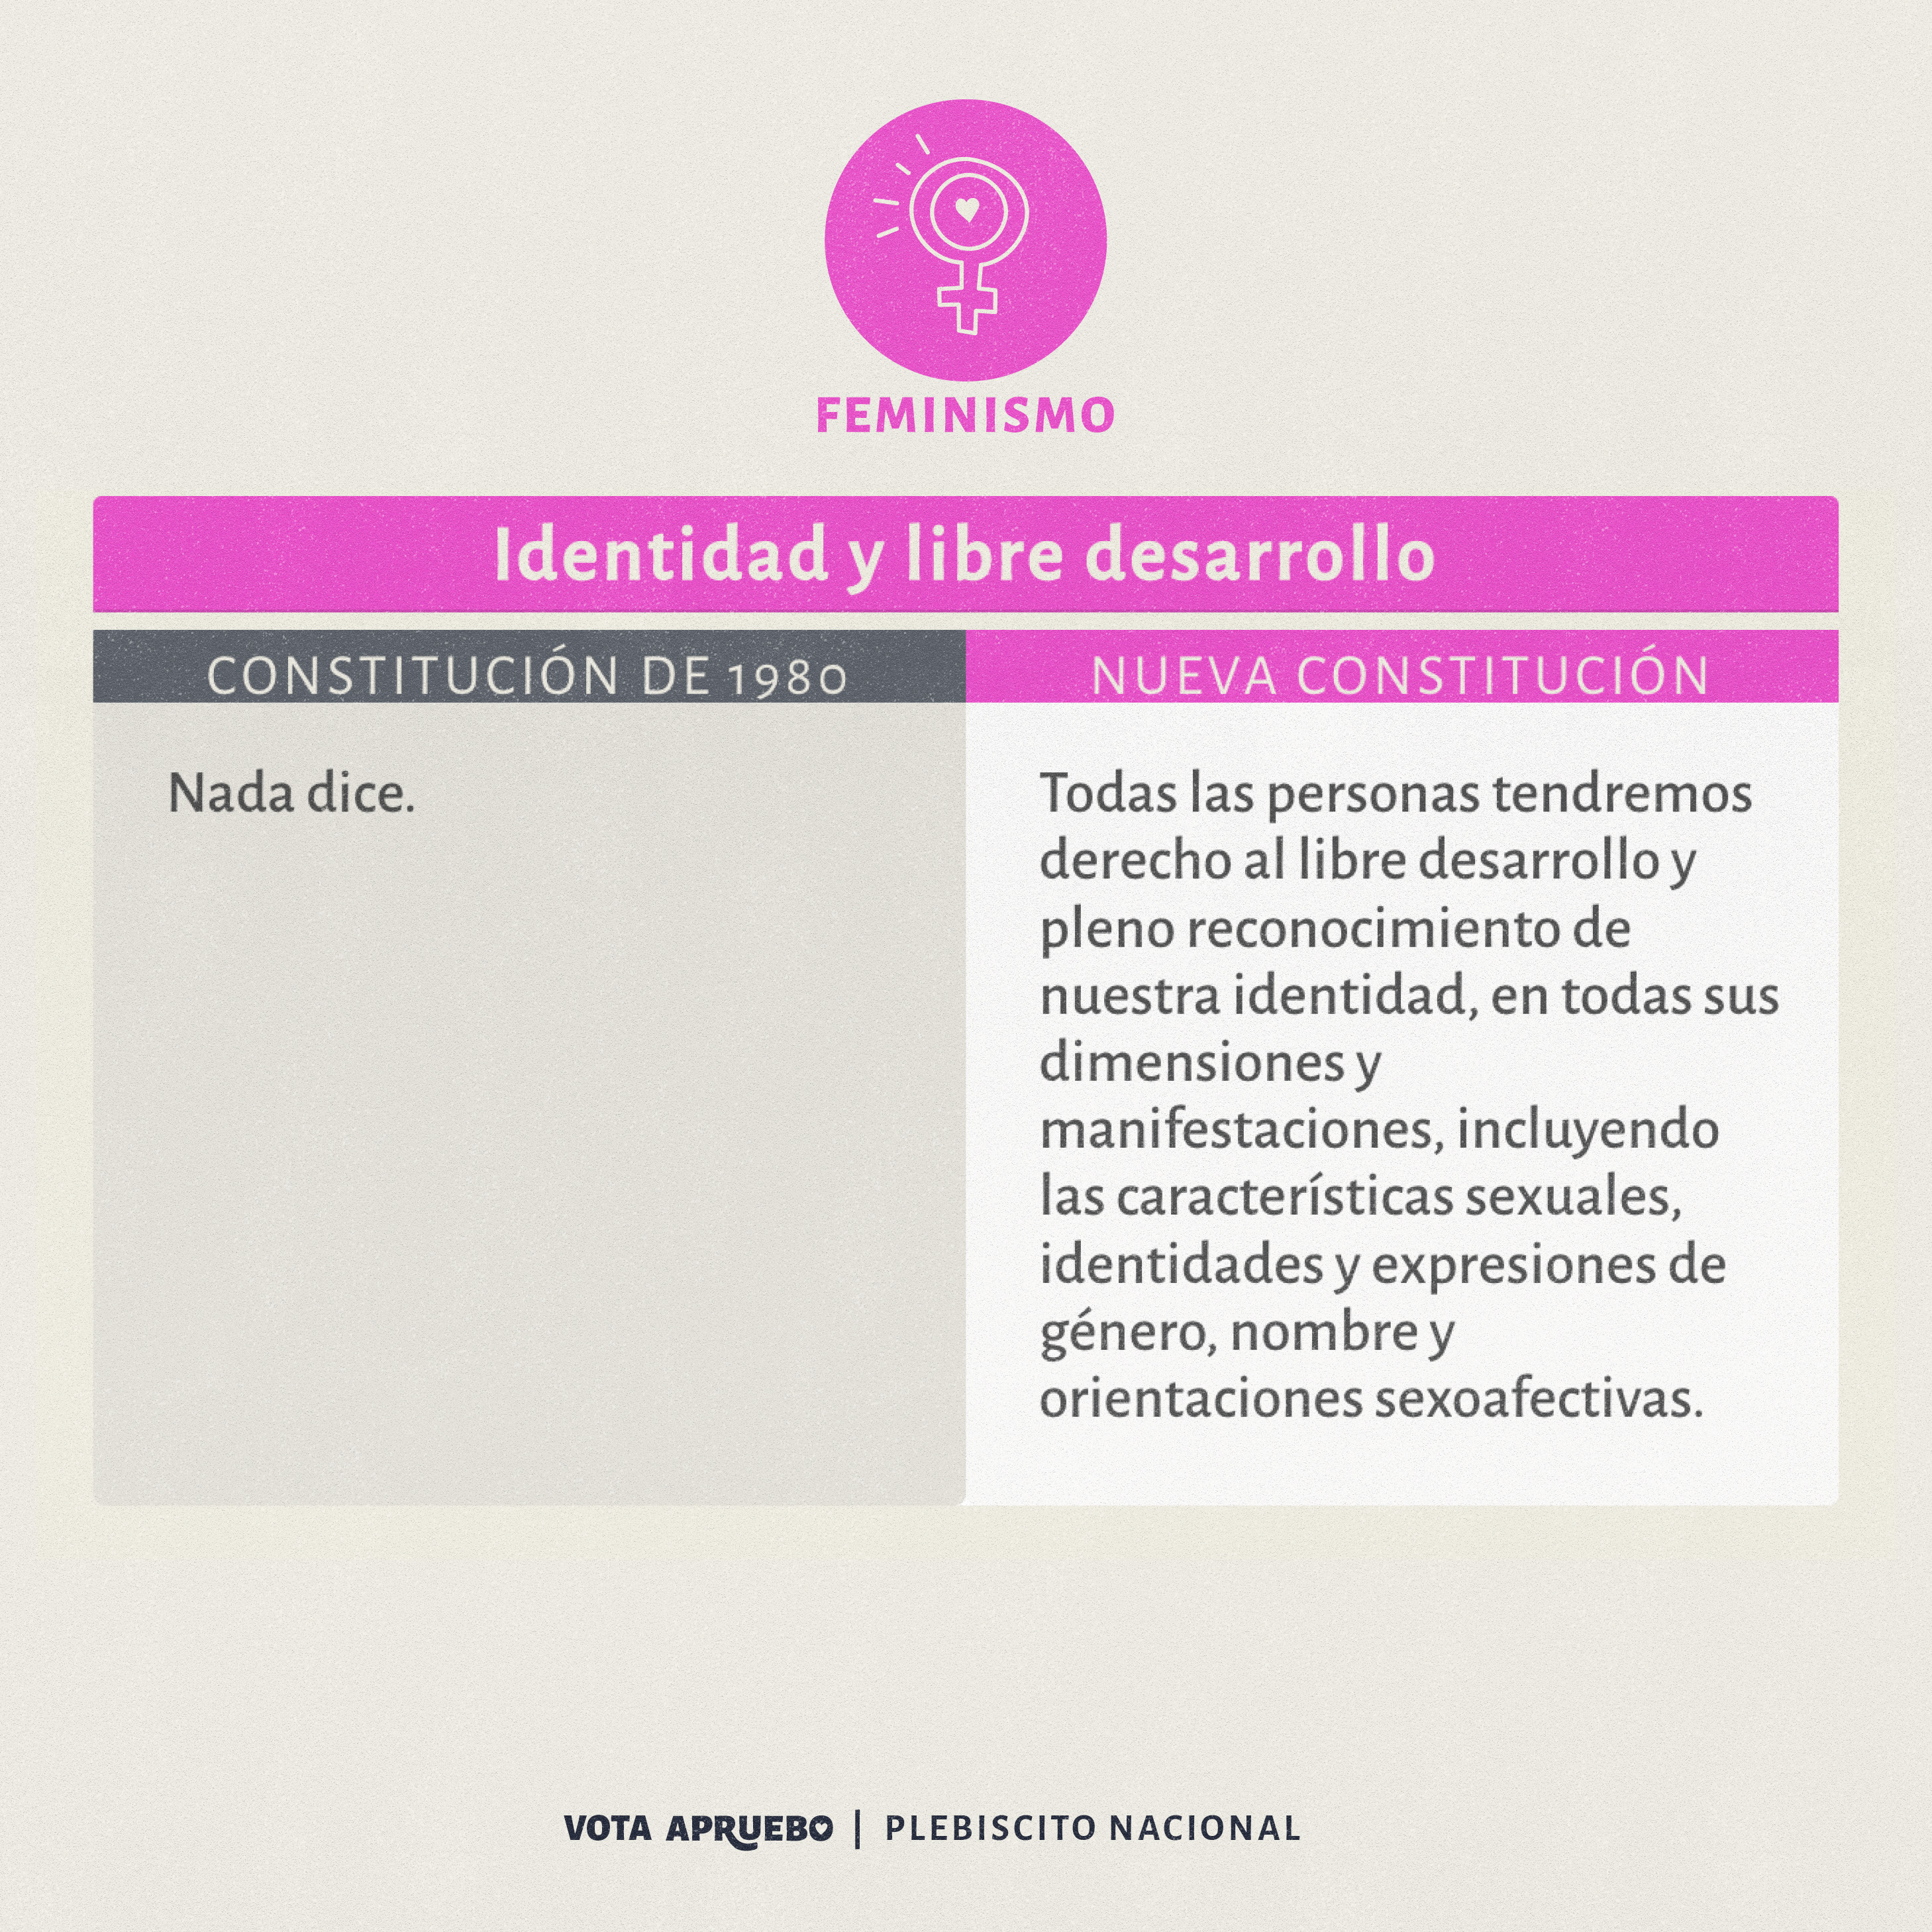 FEMINISMO
Identidad y libre desarrollo
CONSTITUCIÓN DE 1980
Nada dice.
NUEVA CONSTITUCIÓN
Todas las personas tendremos
derecho al libre desarrollo y
pleno reconocimiento de
nuestra identidad, en todas sus
dimensiones y
manifestaciones, incluyendo
las características sexuales,
identidades y expresiones de
género, nombre y
orientaciones sexoafectivas.
VOTA APRUEBO | PLEBISCITO NACIONAL